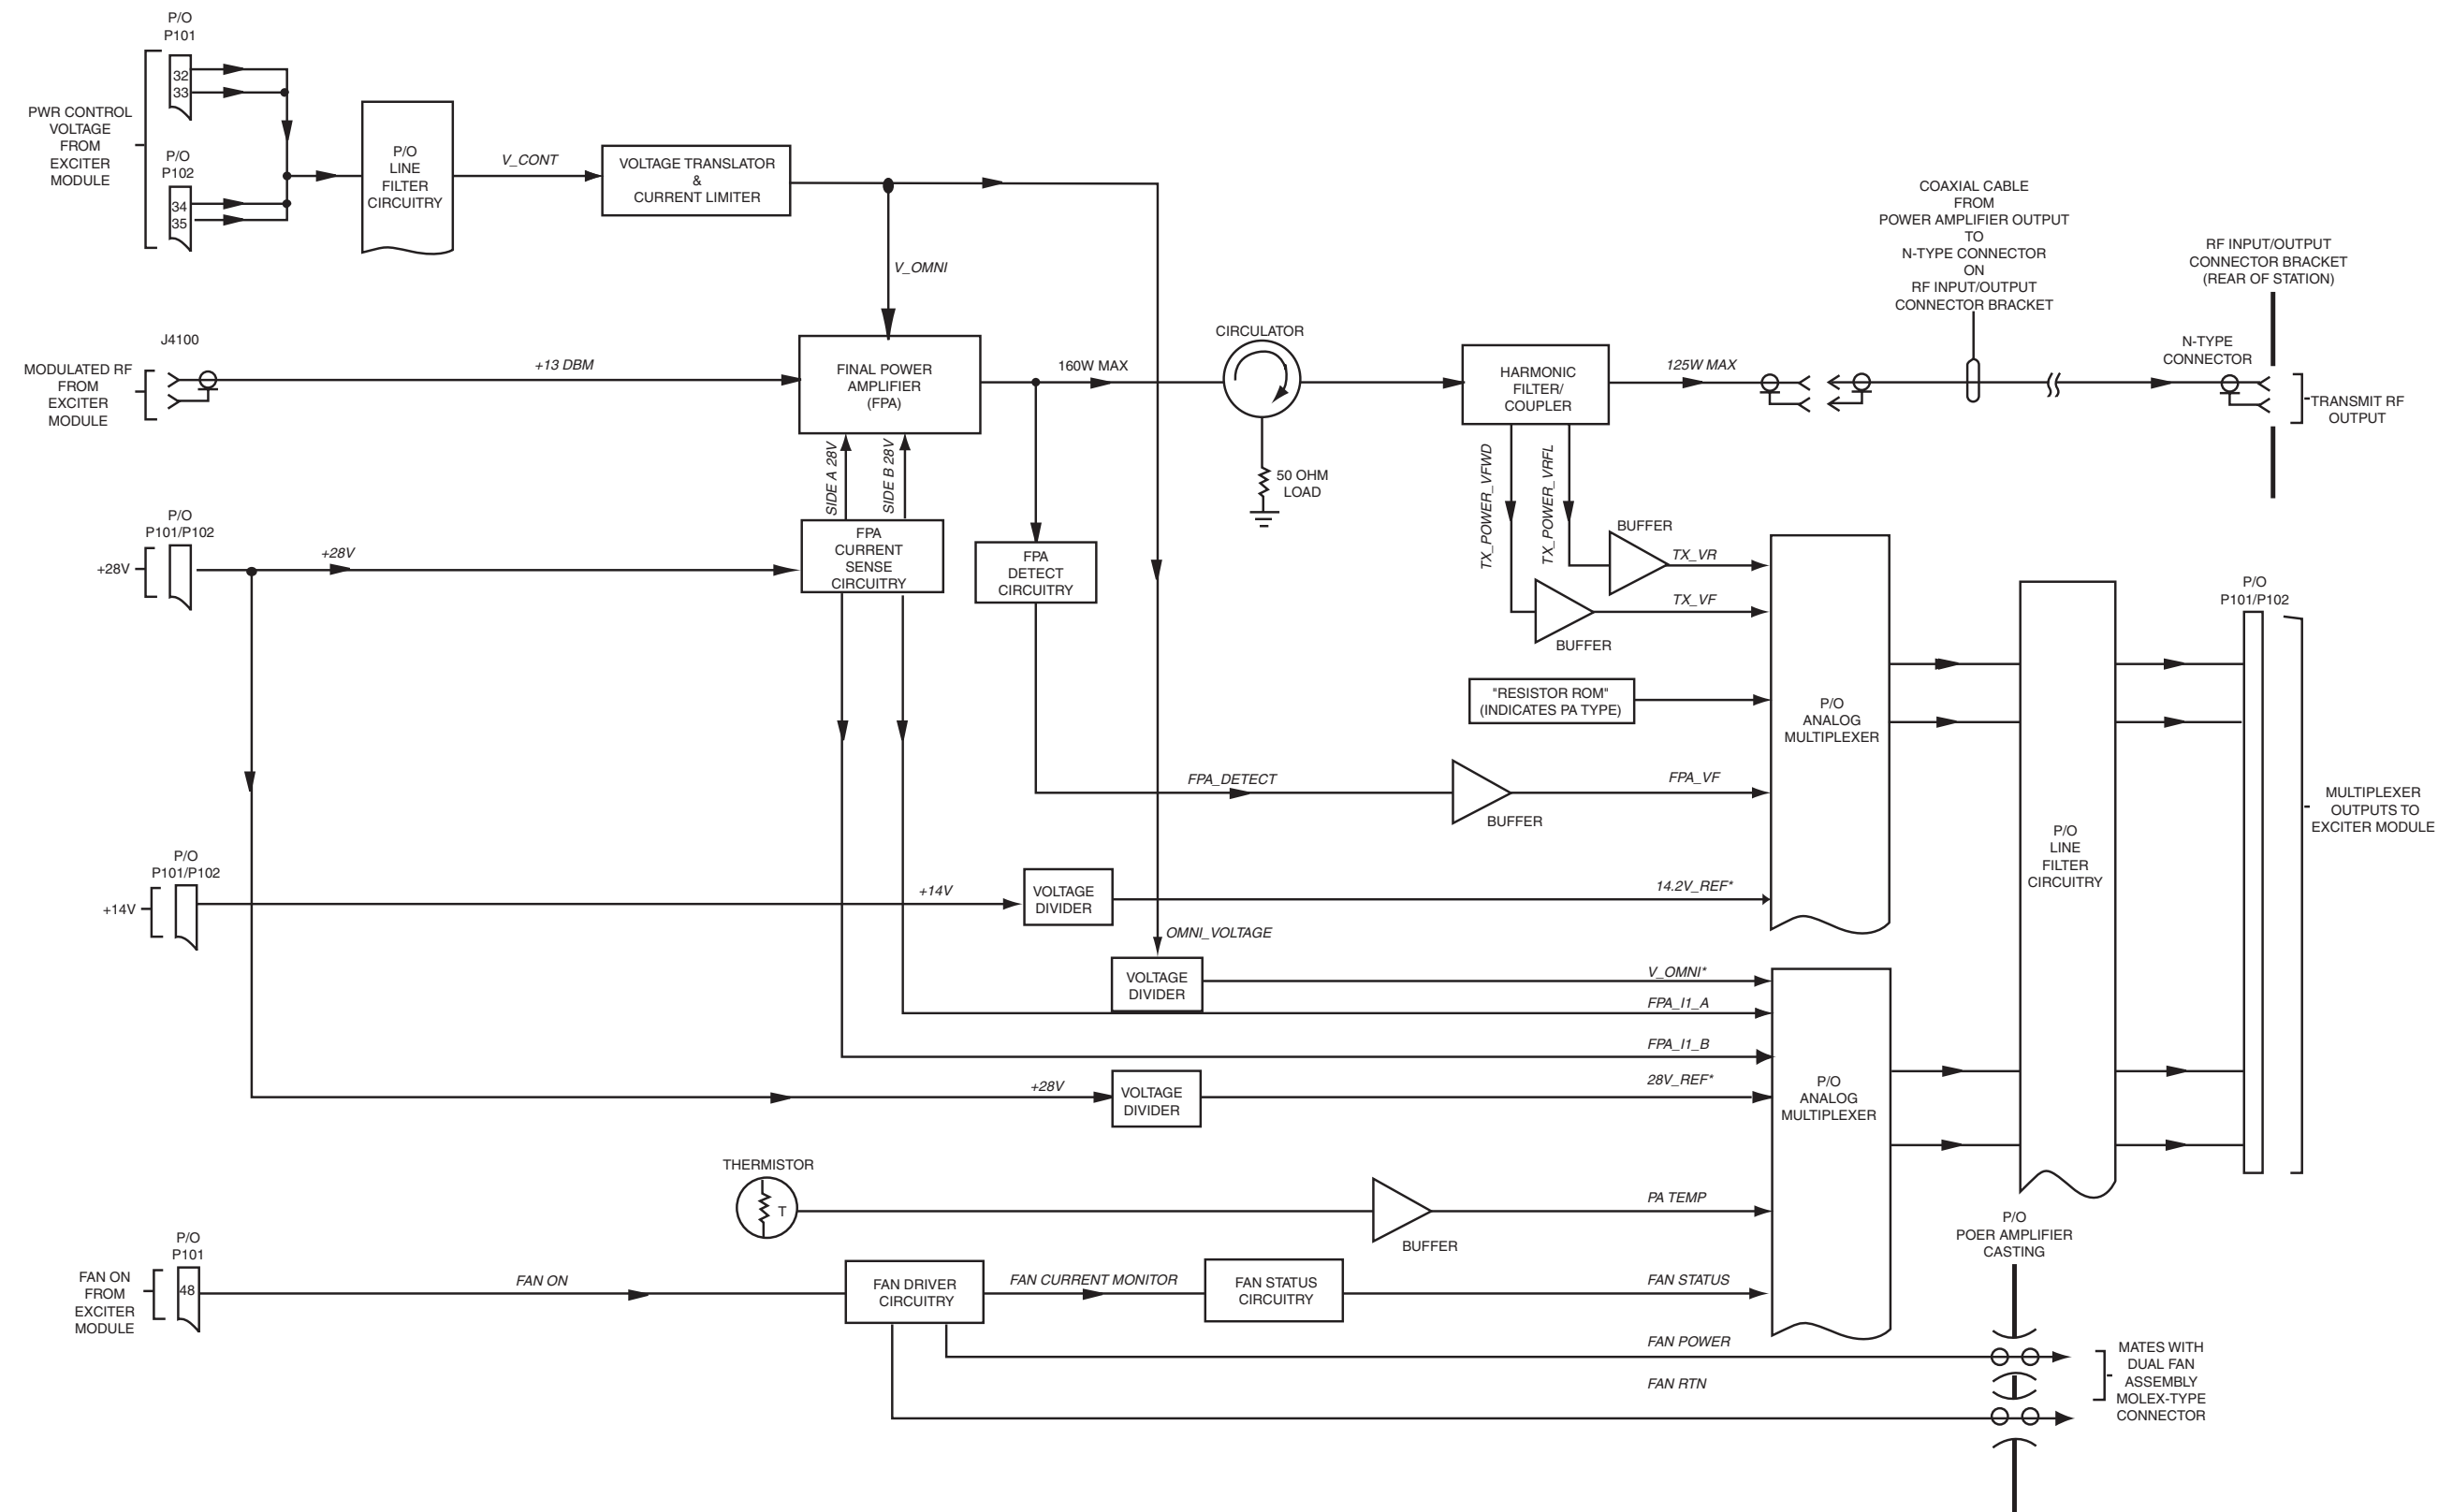 P/O
P101
32
33
PWR CONTROL
VOLTAGE
FROM
EXCITER
MODULE
P/O
P102
34
35
P/O
LINE
FILTER
CIRCUITRY
V_CONT
VOLTAGE TRANSLATOR
&
CURRENT LIMITER
V_OMNI
COAXIAL CABLE
FROM
POWER AMPLIFIER OUTPUT
TO
N-TYPE CONNECTOR
ON
RF INPUT/OUTPUT
CONNECTOR BRACKET
RF INPUT/OUTPUT
CONNECTOR BRACKET
(REAR OF STATION)
J4100
MODULATED RF
FROM
EXCITER
MODULE
+13 DBM
FINAL POWER
AMPLIFIER
(FPA)
160W MAX
CIRCULATOR
50 OHM
LOAD
HARMONIC
FILTER/
COUPLER
125W MAX
N-TYPE
CONNECTOR
TRANSMIT RF
OUTPUT
SIDE A 28V
SIDE B 28V
TX_POWER_VFWD
TX_POWER_VRFL
P/O
P101/P102
+28V
+28V
FPA
CURRENT
SENSE
CIRCUITRY
FPA
DETECT
CIRCUITRY
BUFFER
TX_VR
TX_VF
BUFFER
"RESISTOR ROM"
(INDICATES PA TYPE)
P/O
ANALOG
MULTIPLEXER
FPA_DETECT
BUFFER
FPA_VF
P/O
LINE
FILTER
CIRCUITRY
P/O
P101/P102
MULTIPLEXER
OUTPUTS TO
EXCITER MODULE
P/O
P101/P102
+14V
+14V
VOLTAGE
DIVIDER
14.2V_REF*
OMNI_VOLTAGE
VOLTAGE
DIVIDER
V_OMNI*
FPA_I1_A
FPA_I1_B
+28V
VOLTAGE
DIVIDER
28V_REF*
P/O
ANALOG
MULTIPLEXER
THERMISTOR
T
BUFFER
PA TEMP
P/O
P101
48
FAN ON
FROM
EXCITER
MODULE
FAN ON
FAN DRIVER
CIRCUITRY
FAN CURRENT MONITOR
FAN STATUS
CIRCUITRY
FAN STATUS
FAN POWER
FAN RTN
P/O
POER AMPLIFIER
CASTING
MATES WITH
DUAL FAN
ASSEMBLY
MOLEX-TYPE
CONNECTOR